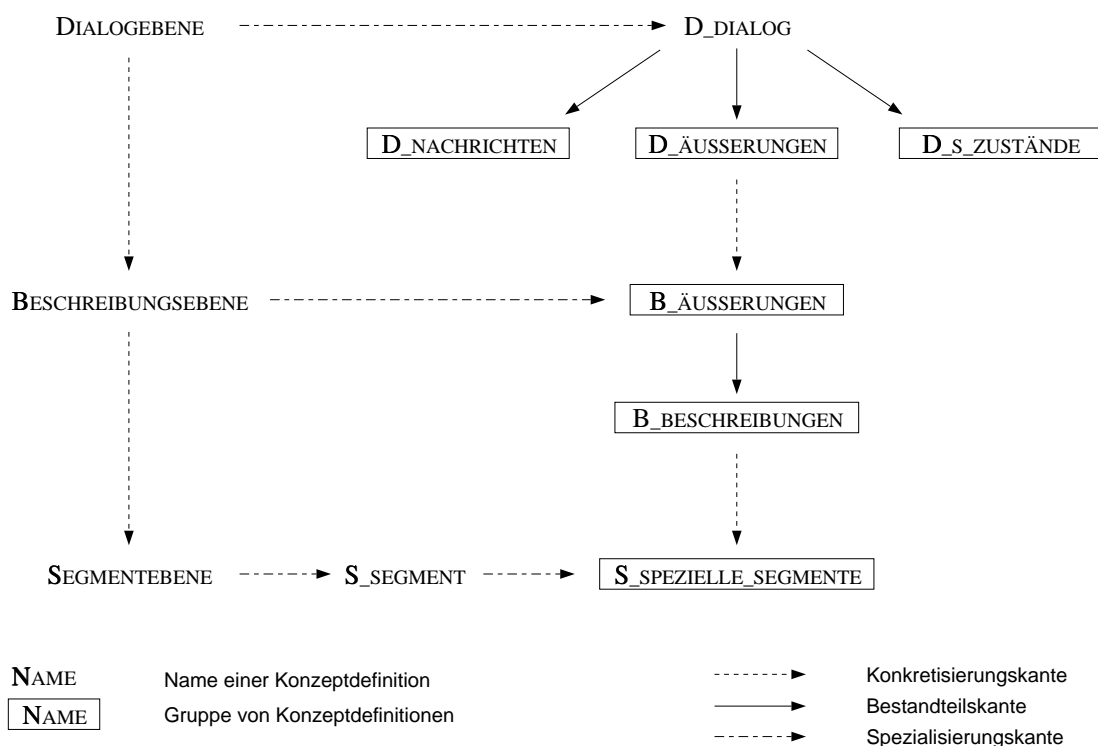 DIALOGEBENE D_DIALOG
D_NACHRICHTEN D_ÄUSSERUNGEN D_S_ZUSTÄNDE
BESCHREIBUNGSEBENE B_ÄUSSERUNGEN
B_BESCHREIBUNGEN
SEGMENTEBENE S_SEGMENT S_SPEZIELLE_SEGMENTE
NAME Name einer Konzeptdefinition
NAME Gruppe von Konzeptdefinitionen
Konkretisierungskante
Bestandteilskante
Spezialisierungskante